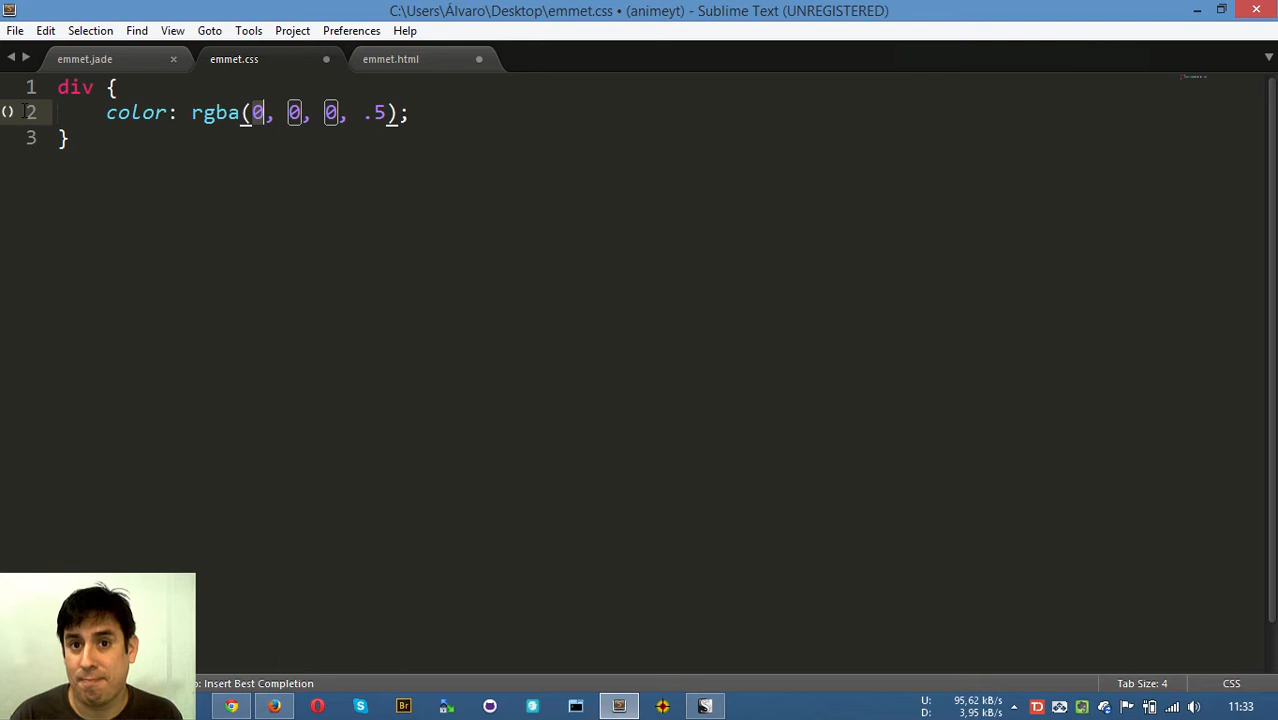 C:\Users\Álvaro\Desktop\emmet.css • (animeyt) - Sublime Text (UNREGISTERED)
File Edit Selection Find View Goto Tools Project Preferences Help
emmet.jade emmet.css emmet.html
1 div {
2 color: rgba(0, 0, 0, .5);
3 }
: Insert Best Completion Tab Size: 4 CSS
Br U: 95,62 kB/s 11:33
D: 3,95 kB/s